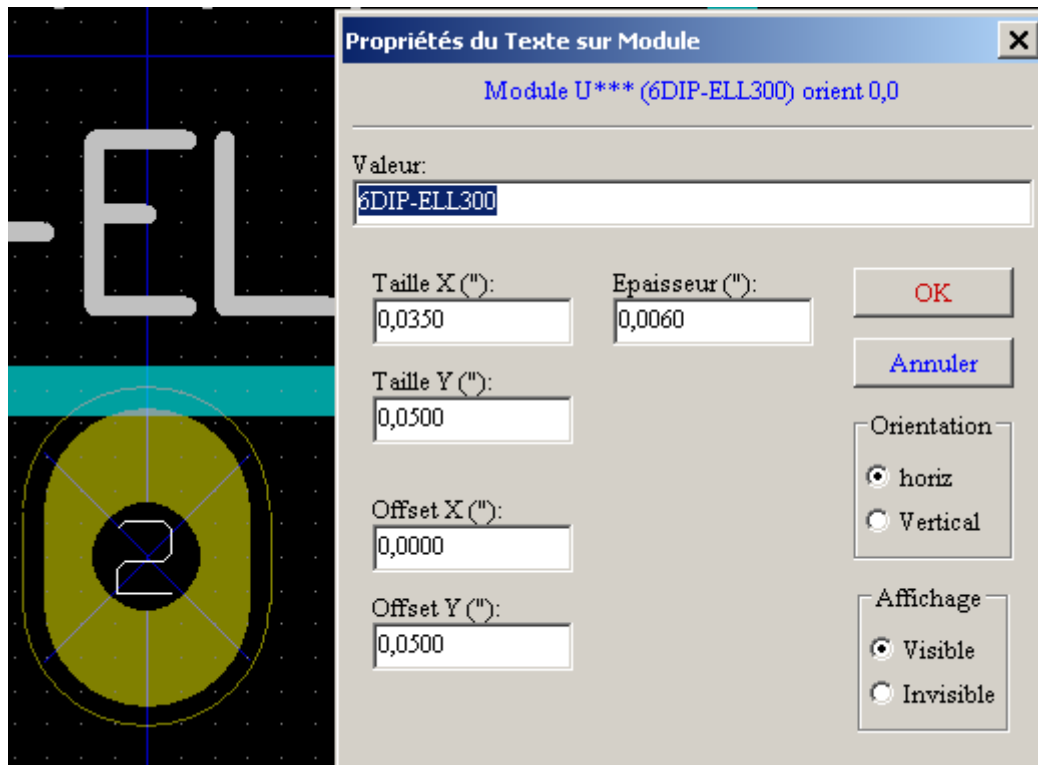 -EL
2
Propriétés du Texte sur Module
Module U*** (6DIP-ELL300) orient 0,0
Valeur:
6DIP-ELL300
Taille X ("):
0,0350
Epaisseur ("):
0,0060
OK
Taille Y ("):
0,0500
Annuler
Orientation
horiz
Vertical
Offset X ("):
0,0000
Offset Y ("):
0,0500
Affichage
Visible
Invisible